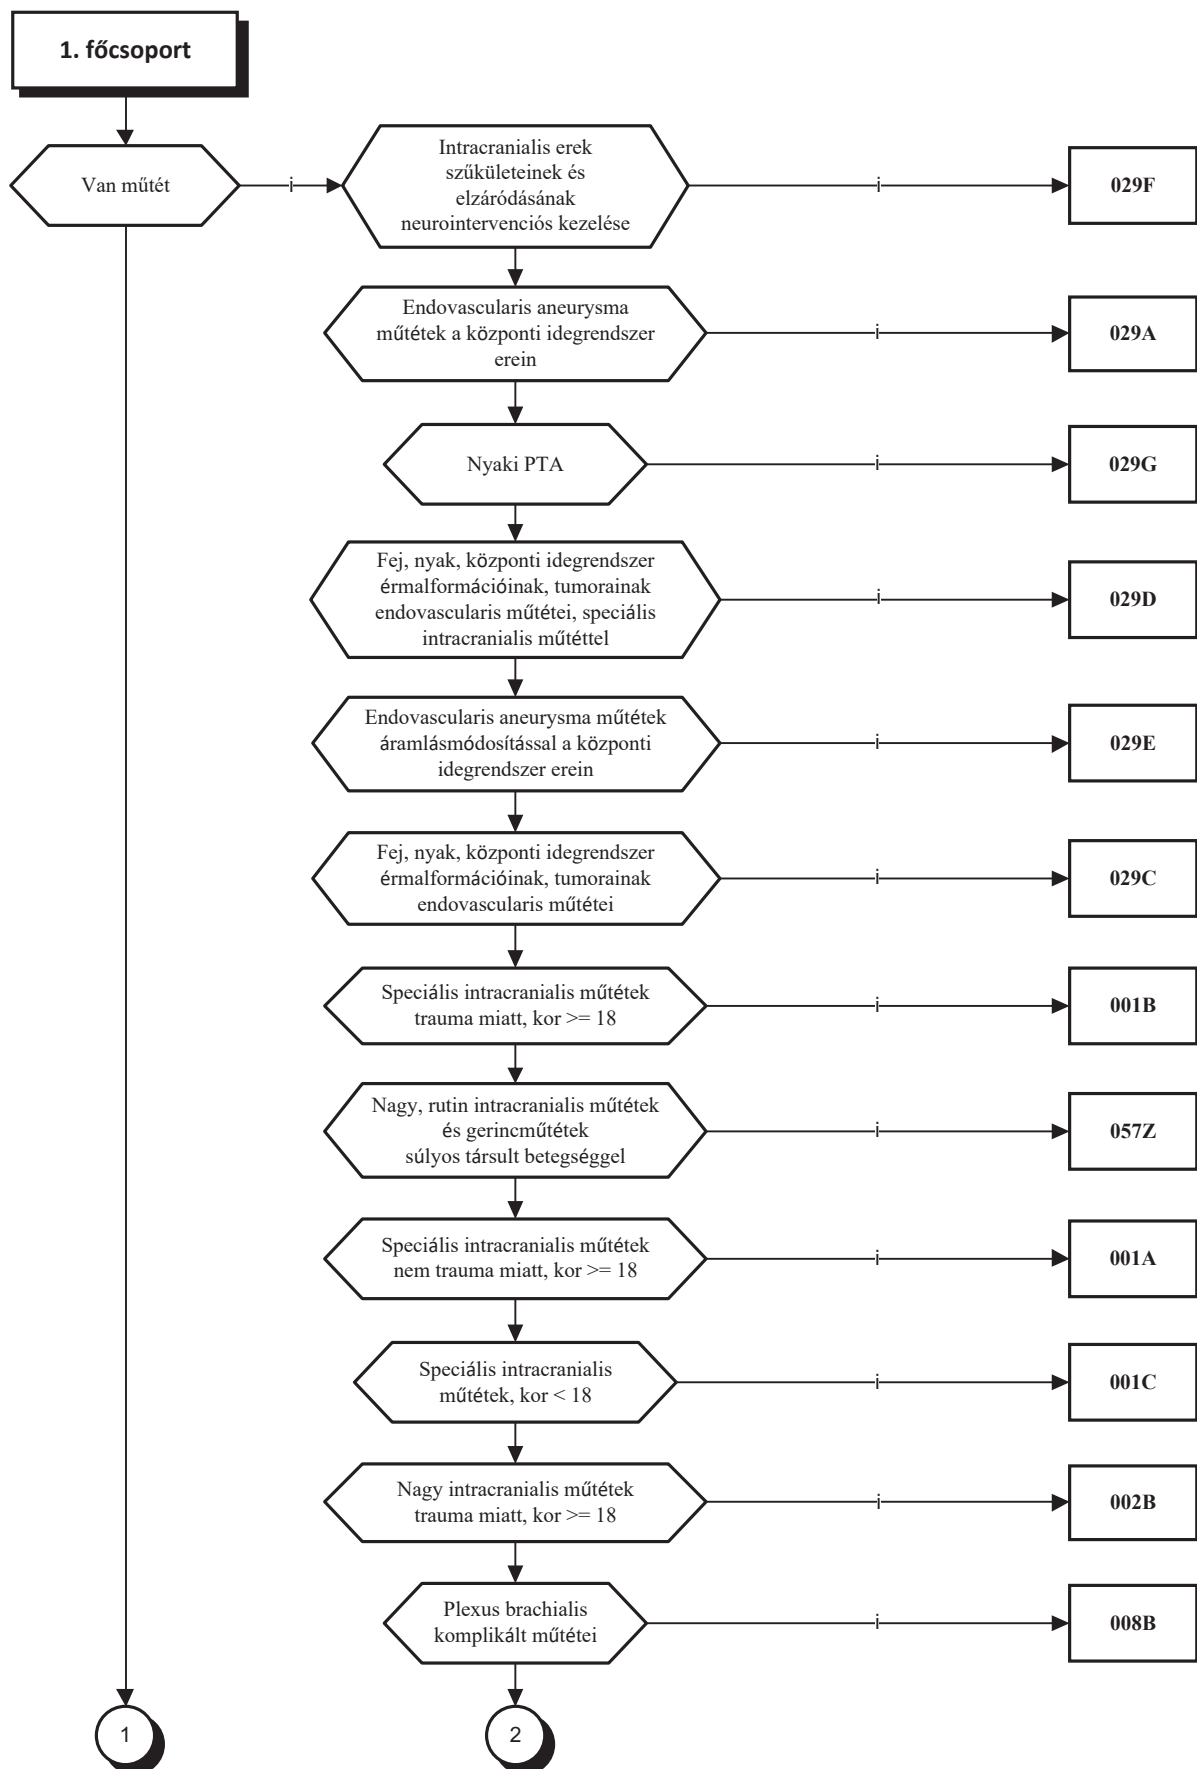 1. főcsoport
Van műtét
i
Intracranialis erek
szűkületeinek és
elzáródásának
neurointervenciós kezelése
i
029F
Endovascularis aneurysma
műtétek a központi idegrendszer
erein
i
029A
Nyaki PTA
i
029G
Fej, nyak, központi idegrendszer
érmalformációinak, tumorainak
endovascularis műtétei, speciális
intracranialis műtéttel
i
029D
Endovascularis aneurysma műtétek
áramlásmódosítással a központi
idegrendszer erein
i
029E
Fej, nyak, központi idegrendszer
érmalformációinak, tumorainak
endovascularis műtétei
i
029C
Speciális intracranialis műtétek
trauma miatt, kor >= 18
i
001B
Nagy, rutin intracranialis műtétek
és gerincműtétek
súlyos társult betegséggel
i
057Z
Speciális intracranialis műtétek
nem trauma miatt, kor >= 18
i
001A
Speciális intracranialis
műtétek, kor < 18
i
001C
Nagy intracranialis műtétek
trauma miatt, kor >= 18
i
002B
Plexus brachialis
komplikált műtétei
i
008B
1
2